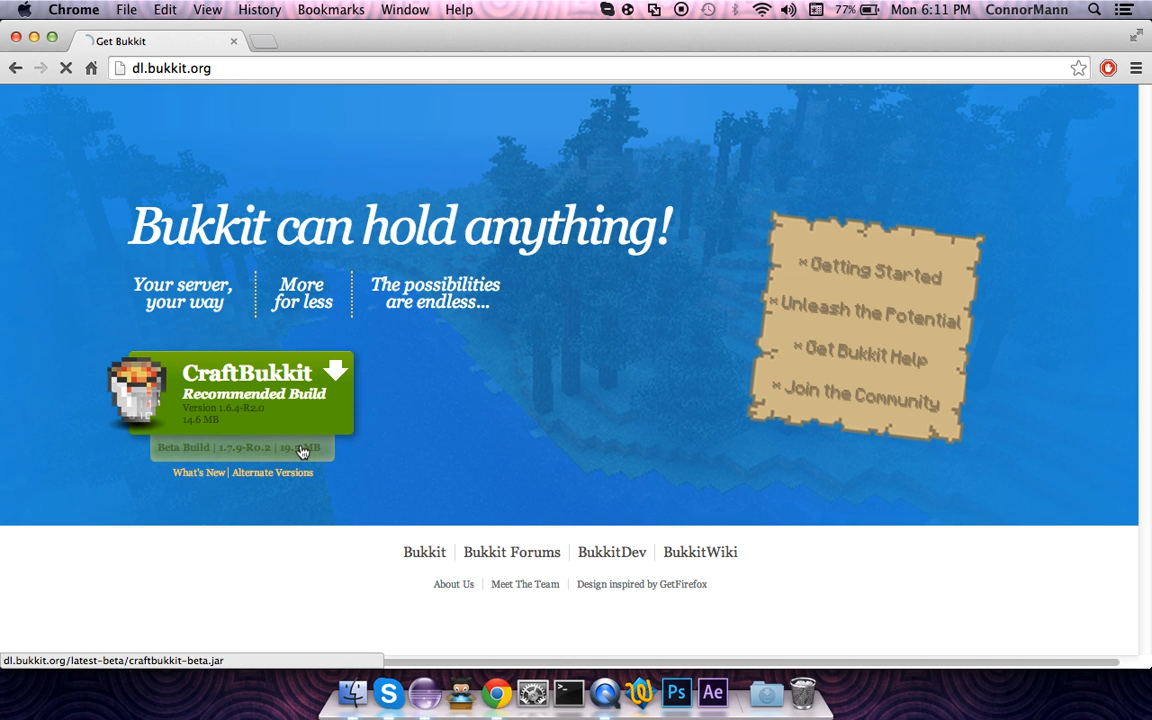 Chrome File Edit View History Bookmarks Window Help 77% Mon 6:11 PM ConnorMann
Get Bukkit
dl.bukkit.org
Bukkit can hold anything!
Your server, your way
More for less
The possibilities are endless...
CraftBukkit
Recommended Build
Version 1.6.4-R2.0
14.6 MB
Beta Build | 1.7.9-R0.2 | MB
What's New | Alternate Versions
× Getting Started
× Unleash the Potential
× Get Bukkit Help
× Join the Community
Bukkit Bukkit Forums BukkitDev BukkitWiki
About Us Meet The Team Design inspired by GetFirefox
dl.bukkit.org/latest-beta/craftbukkit-beta.jar
Ps Ae